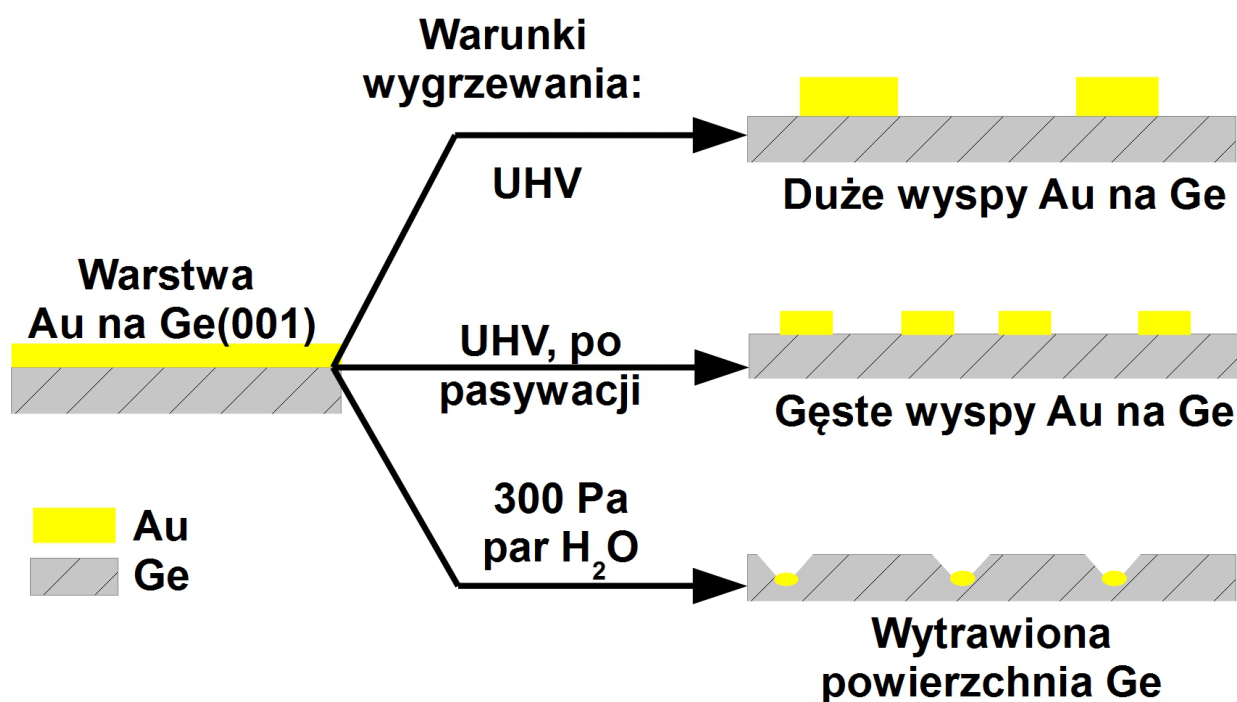 Warunki
wygrzewania:
UHV
Duże wyspy Au na Ge
Warstwa
Au na Ge(001)
UHV, po
pasywacji
Gęste wyspy Au na Ge
300 Pa
par H₂O
Au
Ge
Wytrawiona
powierzchnia Ge